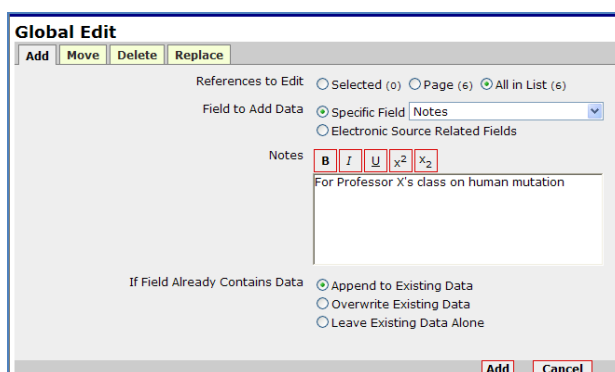 Global Edit
Add Move Delete Replace
References to Edit Selected (0) Page (6) All in List (6)
Field to Add Data Specific Field Notes
Electronic Source Related Fields
Notes B I U x² x₂
For Professor X's class on human mutation
If Field Already Contains Data Append to Existing Data
Overwrite Existing Data
Leave Existing Data Alone
Add Cancel